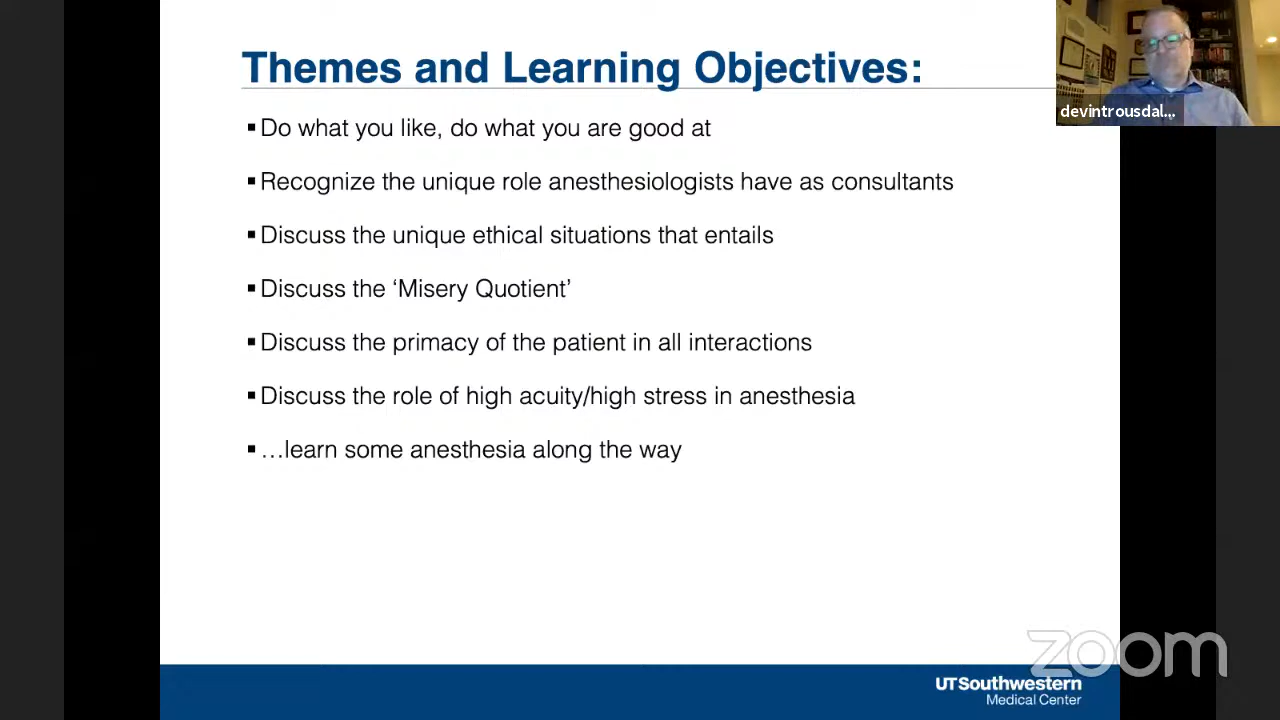 Themes and Learning Objectives:
devintrousdal...
▪Do what you like, do what you are good at
▪Recognize the unique role anesthesiologists have as consultants
▪Discuss the unique ethical situations that entails
▪Discuss the ‘Misery Quotient’
▪Discuss the primacy of the patient in all interactions
▪Discuss the role of high acuity/high stress in anesthesia
▪…learn some anesthesia along the way
zoom
UTSouthwestern
Medical Center